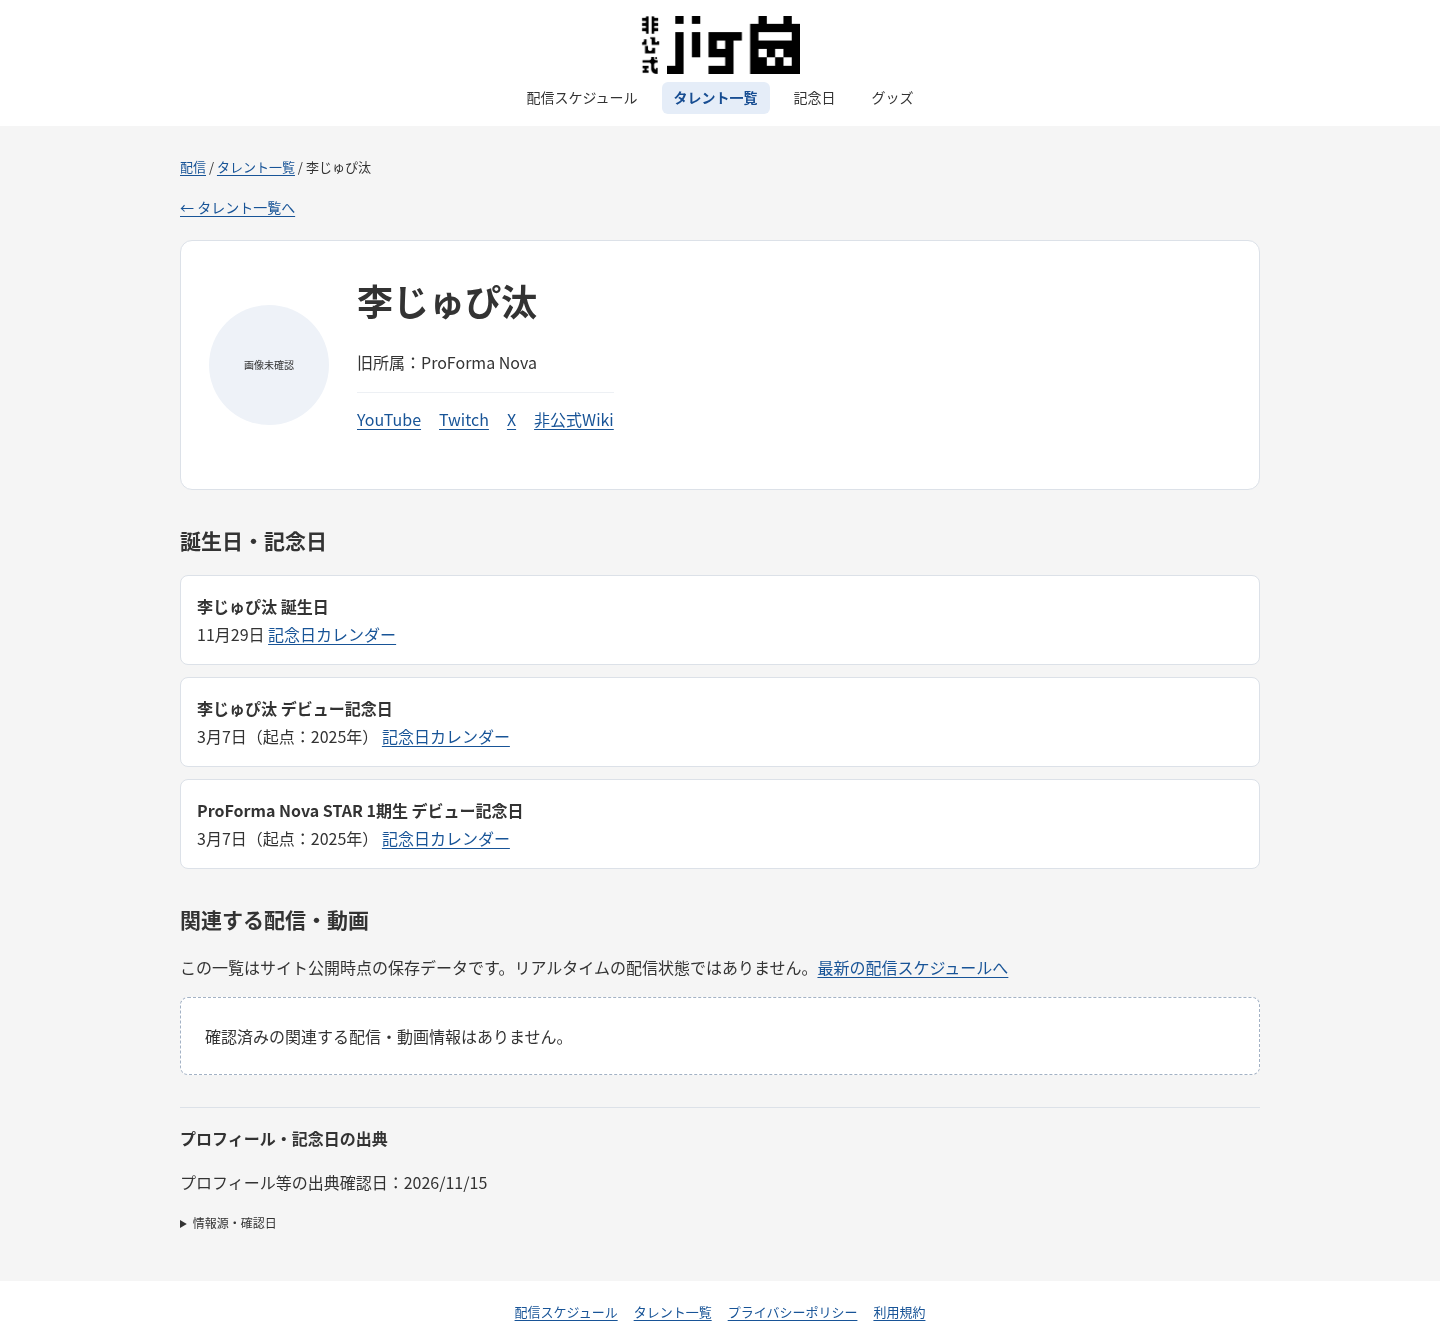 非公式 jig
配信スケジュール タレント一覧 記念日 グッズ
配信 / タレント一覧 / 李じゅぴ汰
← タレント一覧へ
画像未確認
李じゅぴ汰
旧所属：ProForma Nova
YouTube Twitch X 非公式Wiki
誕生日・記念日
李じゅぴ汰 誕生日
11月29日 記念日カレンダー
李じゅぴ汰 デビュー記念日
3月7日（起点：2025年） 記念日カレンダー
ProForma Nova STAR 1期生 デビュー記念日
3月7日（起点：2025年） 記念日カレンダー
関連する配信・動画
この一覧はサイト公開時点の保存データです。リアルタイムの配信状態ではありません。最新の配信スケジュールへ
確認済みの関連する配信・動画情報はありません。
プロフィール・記念日の出典
プロフィール等の出典確認日：2026/11/15
▶ 情報源・確認日
配信スケジュール タレント一覧 プライバシーポリシー 利用規約